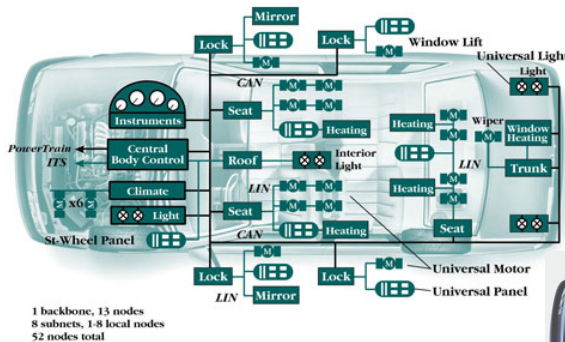 Mirror
Lock
Lock
Window Lift
M
M
Universal Light
Light
CAN
Instruments
Seat
M
M
M
M
Heating
Heating
M
M
Wiper
M
Window
Heating
PowerTrain
ITS
Central
Body Control
Roof
Interior
Light
LIN
Trunk
Climate
LIN
M
x6
M
Light
Seat
M
M
M
M
Heating
M
M
St-Wheel Panel
CAN
Heating
Seat
Lock
M
Lock
M
Universal Motor
LIN
Mirror
Universal Panel
1 backbone, 13 nodes
8 subnets, 1-8 local nodes
52 nodes total